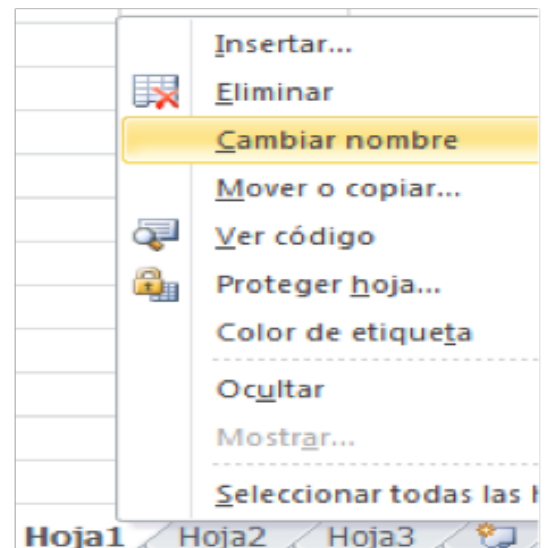 Insertar...
Eliminar
Cambiar nombre
Mover o copiar...
Ver código
Proteger hoja...
Color de etiqueta
Ocultar
Mostrar...
Seleccionar todas las
Hoja1 Hoja2 Hoja3